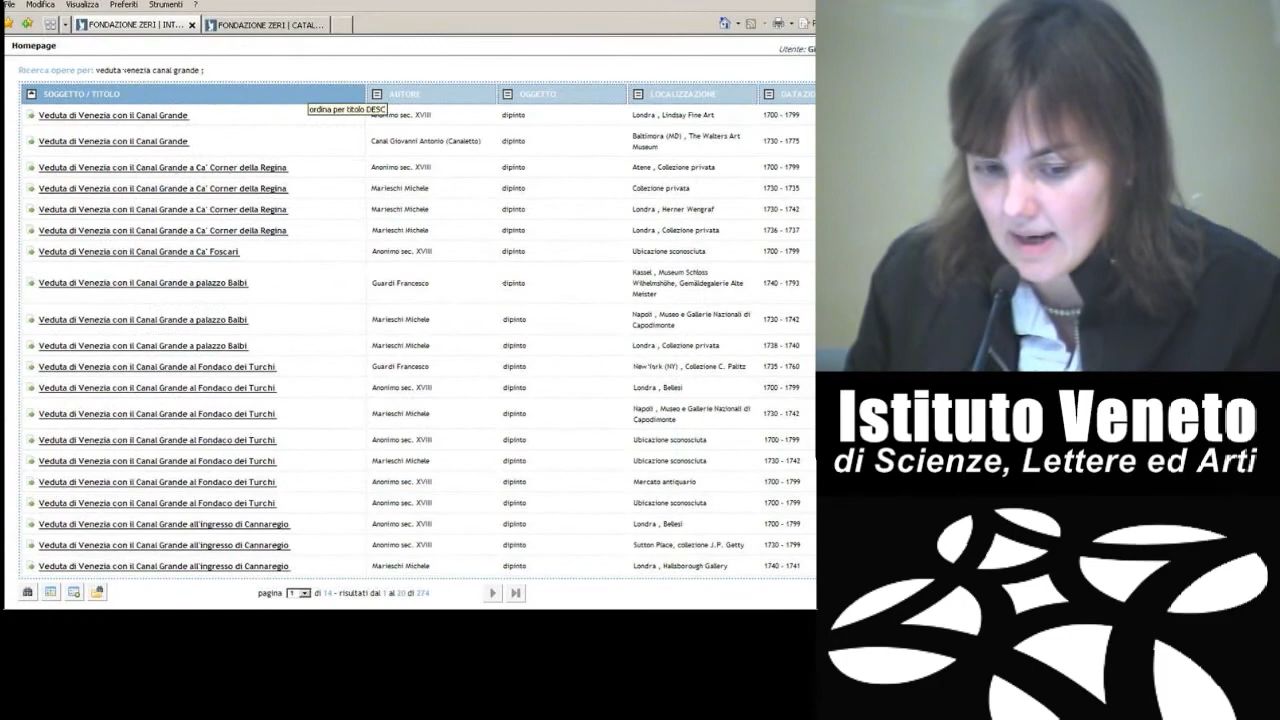 File Modifica Visualizza Preferiti Strumenti ?
FONDAZIONE ZERI | INT... FONDAZIONE ZERI | CATAL...
Homepage
Utente:
Ricerca opere per: veduta venezia canal grande ;
SOGGETTO / TITOLO AUTORE OGGETTO LOCALIZZAZIONE
ordina per titolo DESC
Veduta di Venezia con il Canal Grande Anonimo sec. XVIII dipinto Londra , Lindsay Fine Art 1700 - 1799
Veduta di Venezia con il Canal Grande Canal Giovanni Antonio (Canaletto) dipinto Baltimora (MD) , The Walters Art Museum 1730 - 1775
Veduta di Venezia con il Canal Grande a Ca' Corner della Regina Anonimo sec. XVIII dipinto Atene , Collezione privata 1700 - 1799
Veduta di Venezia con il Canal Grande a Ca' Corner della Regina Marieschi Michele dipinto Collezione privata 1730 - 1735
Veduta di Venezia con il Canal Grande a Ca' Corner della Regina Marieschi Michele dipinto Londra , Herner Wengraf 1730 - 1742
Veduta di Venezia con il Canal Grande a Ca' Corner della Regina Marieschi Michele dipinto Londra , Collezione privata 1736 - 1737
Veduta di Venezia con il Canal Grande a Ca' Foscari Anonimo sec. XVIII dipinto Ubicazione sconosciuta 1700 - 1799
Veduta di Venezia con il Canal Grande a palazzo Balbi Guardi Francesco dipinto Kassel , Museum Schloss Wilhelmshöhe, Gemäldegalerie Alte Meister 1740 - 1793
Veduta di Venezia con il Canal Grande a palazzo Balbi Marieschi Michele dipinto Napoli , Museo e Gallerie Nazionali di Capodimonte 1730 - 1742
Veduta di Venezia con il Canal Grande a palazzo Balbi Marieschi Michele dipinto Londra , Collezione privata 1738 - 1740
Veduta di Venezia con il Canal Grande al Fondaco dei Turchi Guardi Francesco dipinto New York (NY) , Collezione C. Palitz 1735 - 1760
Veduta di Venezia con il Canal Grande al Fondaco dei Turchi Anonimo sec. XVIII dipinto Londra , Bellesi 1700 - 1799
Veduta di Venezia con il Canal Grande al Fondaco dei Turchi Marieschi Michele dipinto Napoli , Museo e Gallerie Nazionali di Capodimonte 1730 - 1742
Veduta di Venezia con il Canal Grande al Fondaco dei Turchi Anonimo sec. XVIII dipinto Ubicazione sconosciuta 1700 - 1799
Veduta di Venezia con il Canal Grande al Fondaco dei Turchi Marieschi Michele dipinto Ubicazione sconosciuta 1730 - 1742
Veduta di Venezia con il Canal Grande al Fondaco dei Turchi Anonimo sec. XVIII dipinto Mercato antiquario 1700 - 1799
Veduta di Venezia con il Canal Grande al Fondaco dei Turchi Anonimo sec. XVIII dipinto Ubicazione sconosciuta 1700 - 1799
Veduta di Venezia con il Canal Grande all'ingresso di Cannaregio Anonimo sec. XVIII dipinto Londra , Bellesi 1700 - 1799
Veduta di Venezia con il Canal Grande all'ingresso di Cannaregio Anonimo sec. XVIII dipinto Sutton Place, collezione J.P. Getty 1730 - 1799
Veduta di Venezia con il Canal Grande all'ingresso di Cannaregio Marieschi Michele dipinto Londra , Hallsborough Gallery 1740 - 1741
pagina 1 di 14 - risultati dal 1 al 20 di 274
Istituto Veneto
di Scienze, Lettere ed Arti